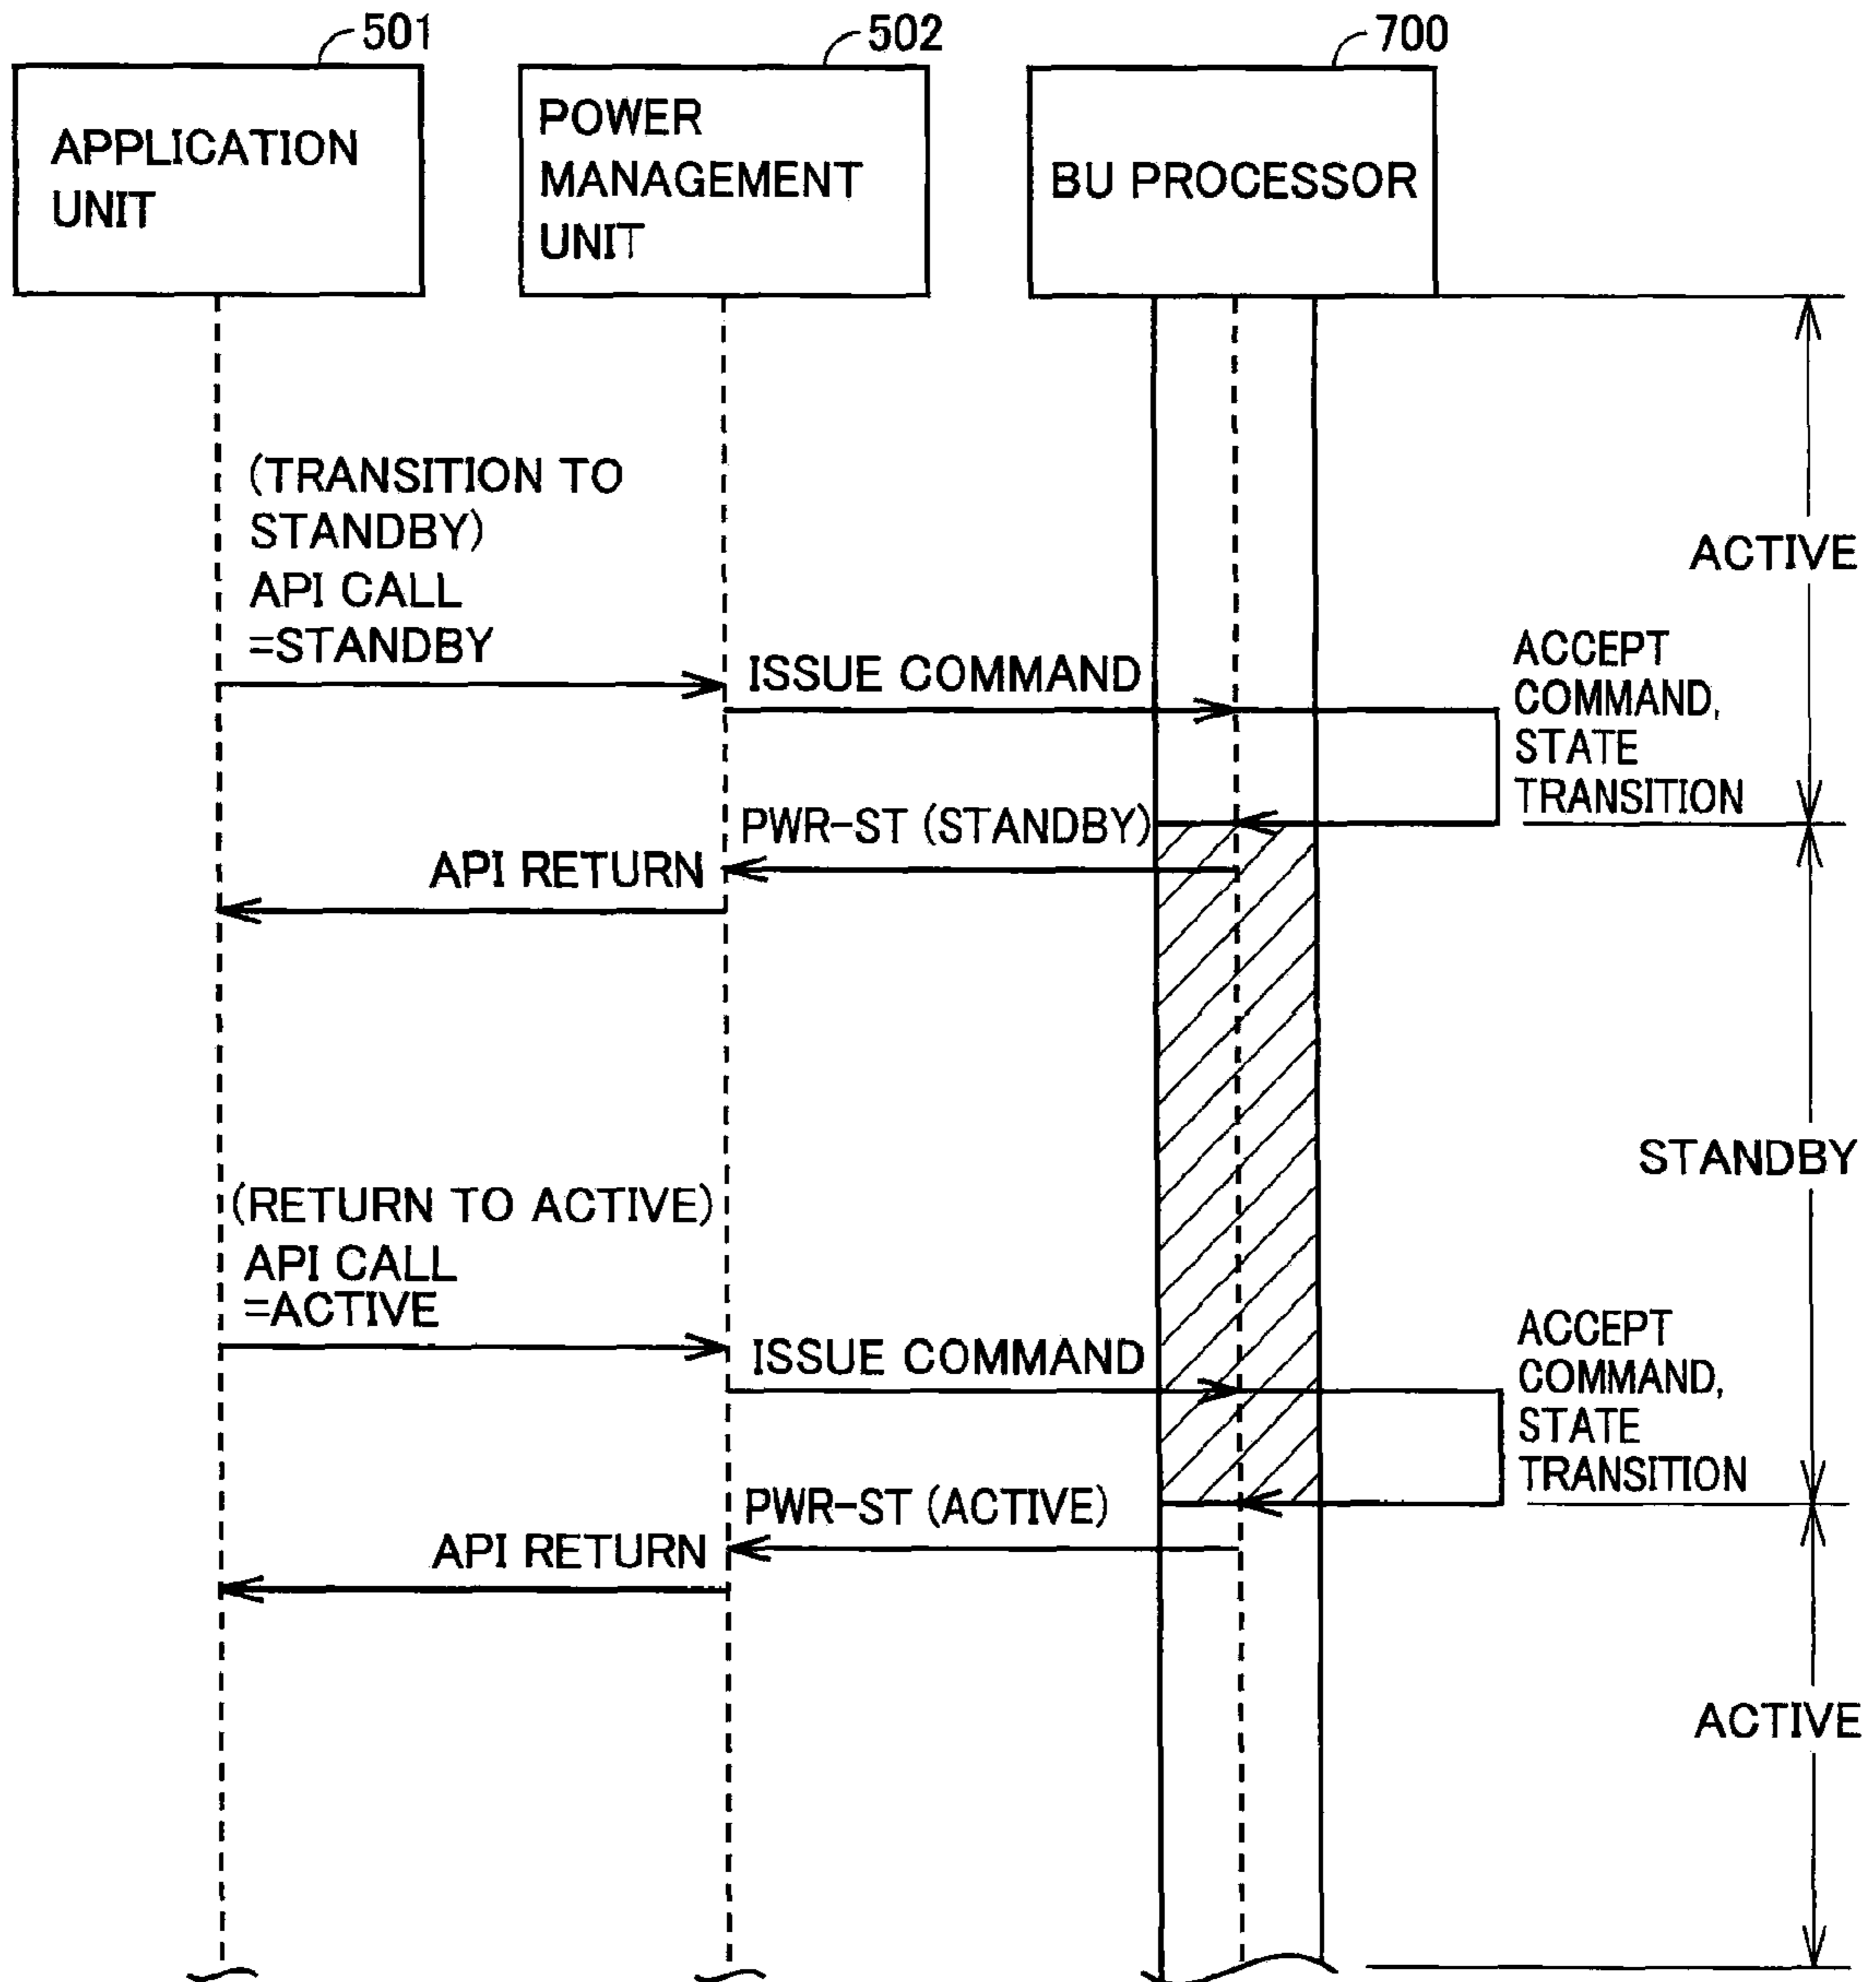 501
502
700
APPLICATION
UNIT
POWER
MANAGEMENT
UNIT
BU PROCESSOR
(TRANSITION TO
STANDBY)
API CALL
=STANDBY
ISSUE COMMAND
ACCEPT
COMMAND,
STATE
TRANSITION
ACTIVE
PWR-ST (STANDBY)
API RETURN
STANDBY
(RETURN TO ACTIVE)
API CALL
=ACTIVE
ISSUE COMMAND
ACCEPT
COMMAND,
STATE
TRANSITION
PWR-ST (ACTIVE)
API RETURN
ACTIVE